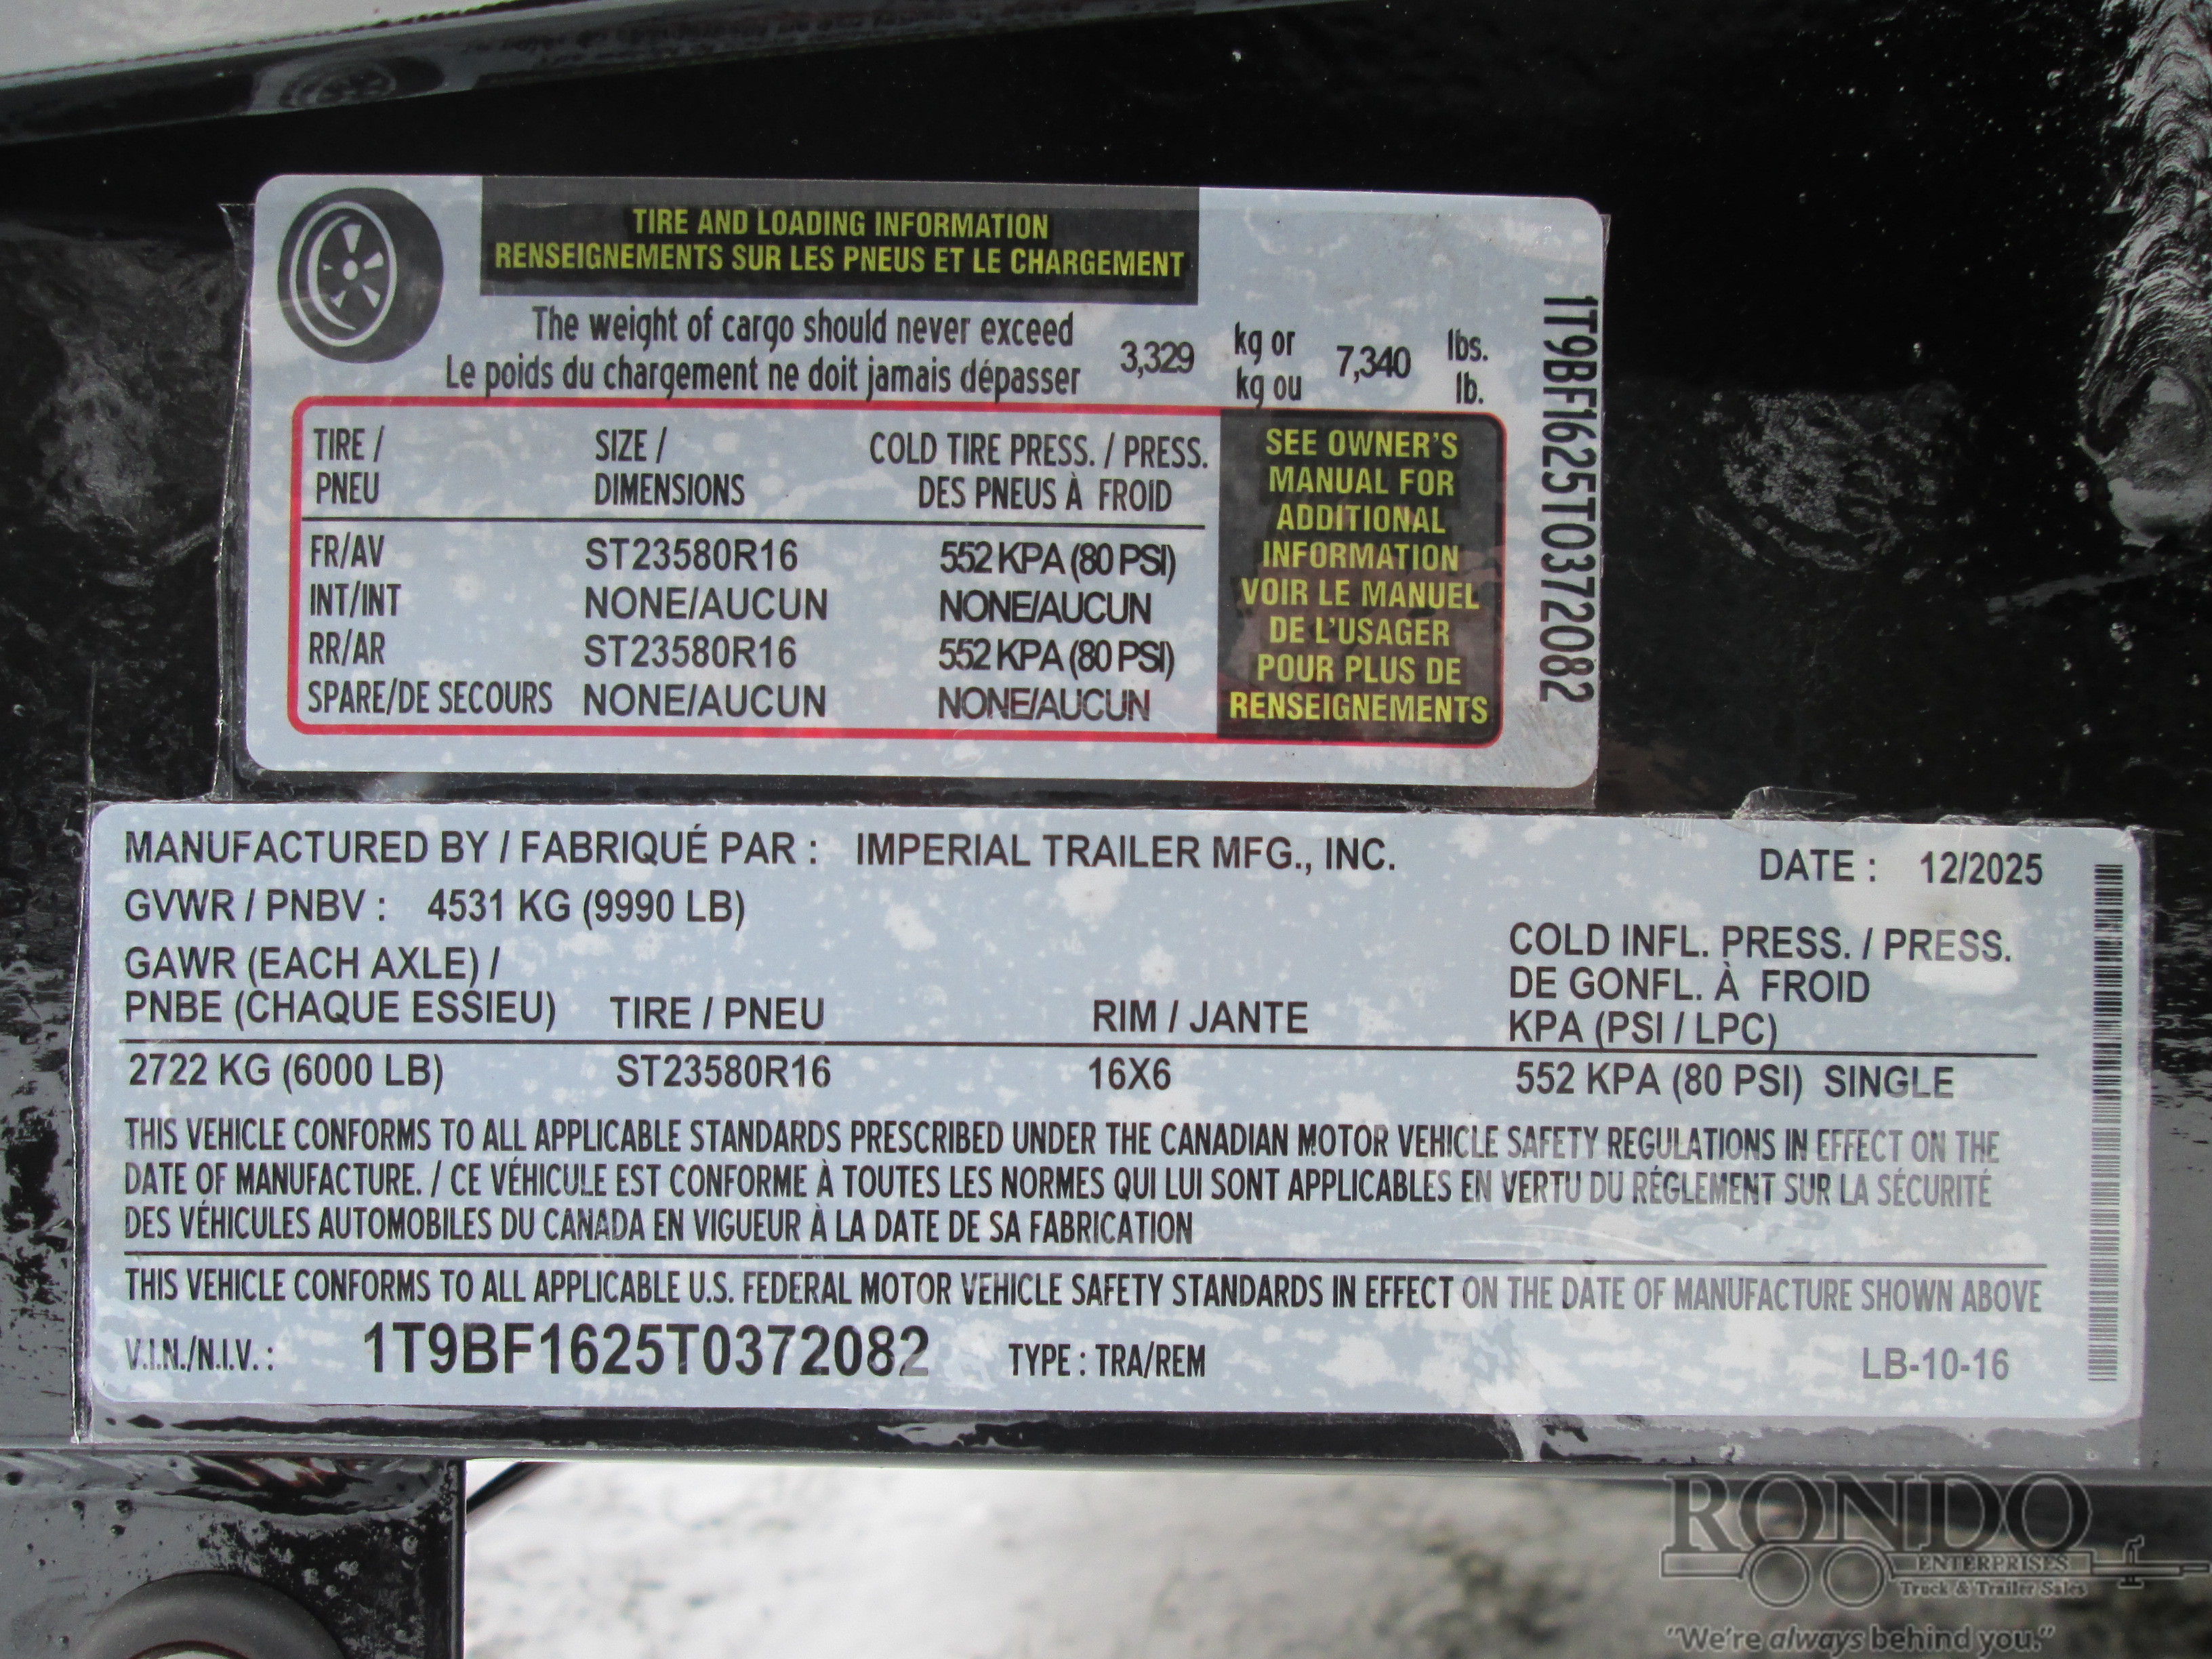 TIRE AND LOADING INFORMATION
RENSEIGNEMENTS SUR LES PNEUS ET LE CHARGEMENT
The weight of cargo should never exceed 3,329 kg or 7,340 lbs.
Le poids du chargement ne doit jamais dépasser kg ou lb.
TIRE / SIZE / COLD TIRE PRESS. / PRESS.
PNEU DIMENSIONS DES PNEUS À FROID
FR/AV ST23580R16 552 KPA (80 PSI)
INT/INT NONE/AUCUN NONE/AUCUN
RR/AR ST23580R16 552 KPA (80 PSI)
SPARE/DE SECOURS NONE/AUCUN NONE/AUCUN
SEE OWNER'S
MANUAL FOR
ADDITIONAL
INFORMATION
VOIR LE MANUEL
DE L'USAGER
POUR PLUS DE
RENSEIGNEMENTS
1T9BF1625T0372082
MANUFACTURED BY / FABRIQUÉ PAR : IMPERIAL TRAILER MFG., INC. DATE : 12/2025
GVWR / PNBV : 4531 KG (9990 LB)
GAWR (EACH AXLE) /
PNBE (CHAQUE ESSIEU) TIRE / PNEU RIM / JANTE
COLD INFL. PRESS. / PRESS.
DE GONFL. À FROID
KPA (PSI / LPC)
2722 KG (6000 LB) ST23580R16 16X6 552 KPA (80 PSI) SINGLE
THIS VEHICLE CONFORMS TO ALL APPLICABLE STANDARDS PRESCRIBED UNDER THE CANADIAN MOTOR VEHICLE SAFETY REGULATIONS IN EFFECT ON THE
DATE OF MANUFACTURE. / CE VÉHICULE EST CONFORME À TOUTES LES NORMES QUI LUI SONT APPLICABLES EN VERTU DU RÉGLEMENT SUR LA SÉCURITÉ
DES VÉHICULES AUTOMOBILES DU CANADA EN VIGUEUR À LA DATE DE SA FABRICATION
THIS VEHICLE CONFORMS TO ALL APPLICABLE U.S. FEDERAL MOTOR VEHICLE SAFETY STANDARDS IN EFFECT ON THE DATE OF MANUFACTURE SHOWN ABOVE
V.I.N./N.I.V. : 1T9BF1625T0372082 TYPE : TRA/REM LB-10-16
RONDO
ENTERPRISES
Truck & Trailer Sales
"We're always behind you."